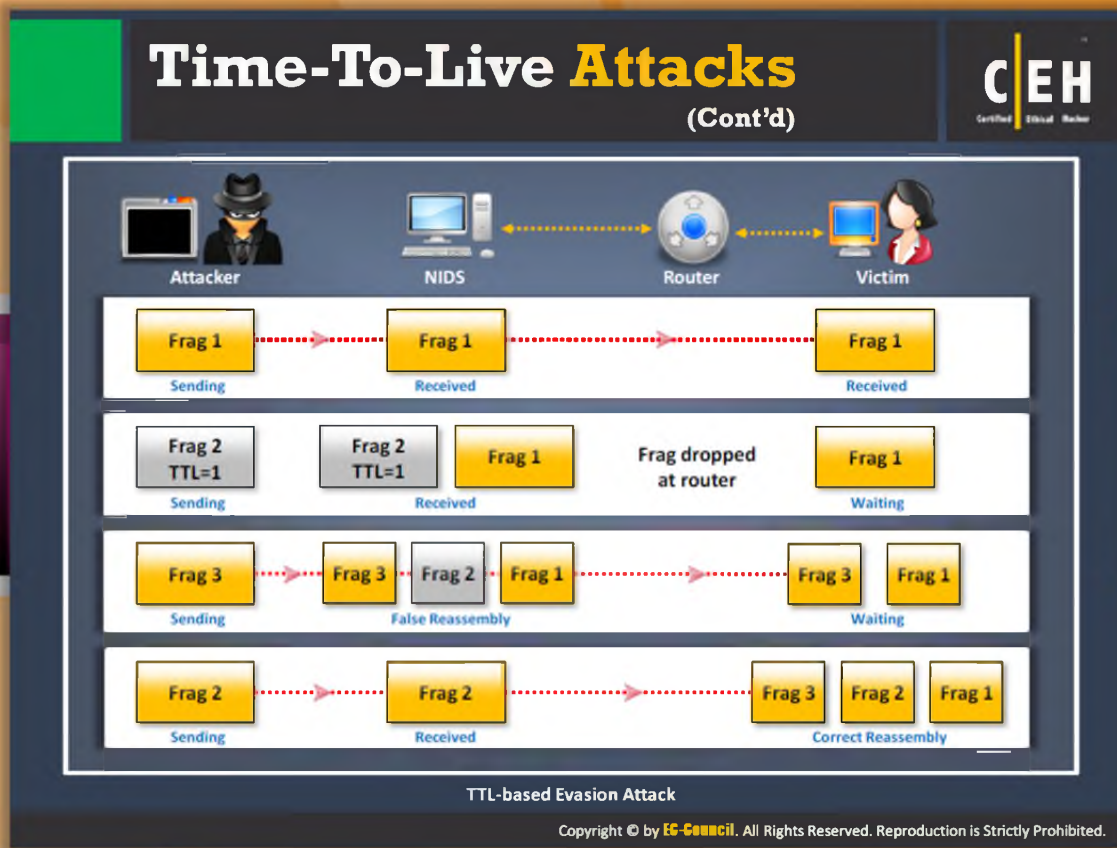 Time-To-Live Attacks
(Cont'd)
CEH
Certified Ethical Hacker
Attacker
NIDS
Router
Victim
Frag 1
Frag 1
Frag 1
Sending
Received
Received
Frag 2
TTL=1
Frag 2
TTL=1
Frag 1
Frag dropped
at router
Frag 1
Sending
Received
Waiting
Frag 3
Frag 3
Frag 2
Frag 1
Frag 3
Frag 1
Sending
False Reassembly
Waiting
Frag 2
Frag 2
Frag 3
Frag 2
Frag 1
Sending
Received
Correct Reassembly
TTL-based Evasion Attack
Copyright © by EC-Council. All Rights Reserved. Reproduction is Strictly Prohibited.